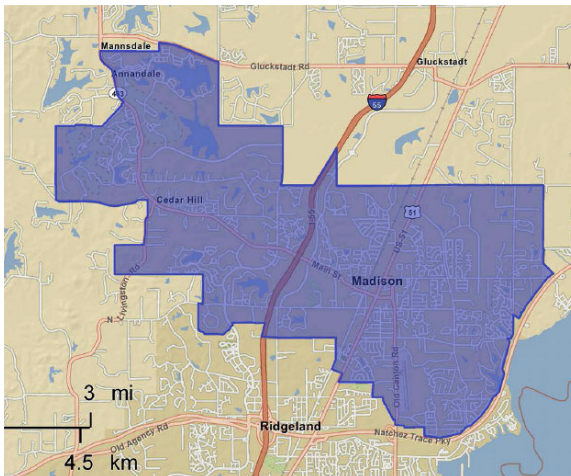 Mannsdale
Gluckstadt Rd
Gluckstadt
Y
Annandale
463
55
Cedar Hill
51
I-55
US-51
Main St
Madison
Livingston Rd
N
Old Canton Rd
3 mi
Ridgeland
Old Agency Rd
Natchez Trace Pky
4.5 km